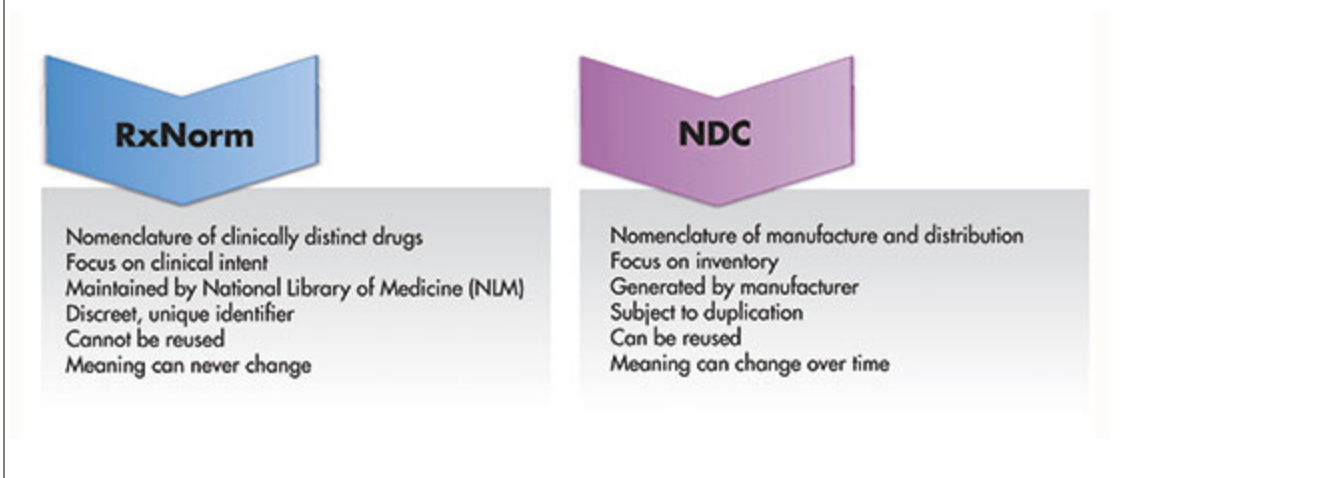 RxNorm
Nomenclature of clinically distinct drugs
Focus on clinical intent
Maintained by National Library of Medicine (NLM)
Discreet, unique identifier
Cannot be reused
Meaning can never change
NDC
Nomenclature of manufacture and distribution
Focus on inventory
Generated by manufacturer
Subject to duplication
Can be reused
Meaning can change over time